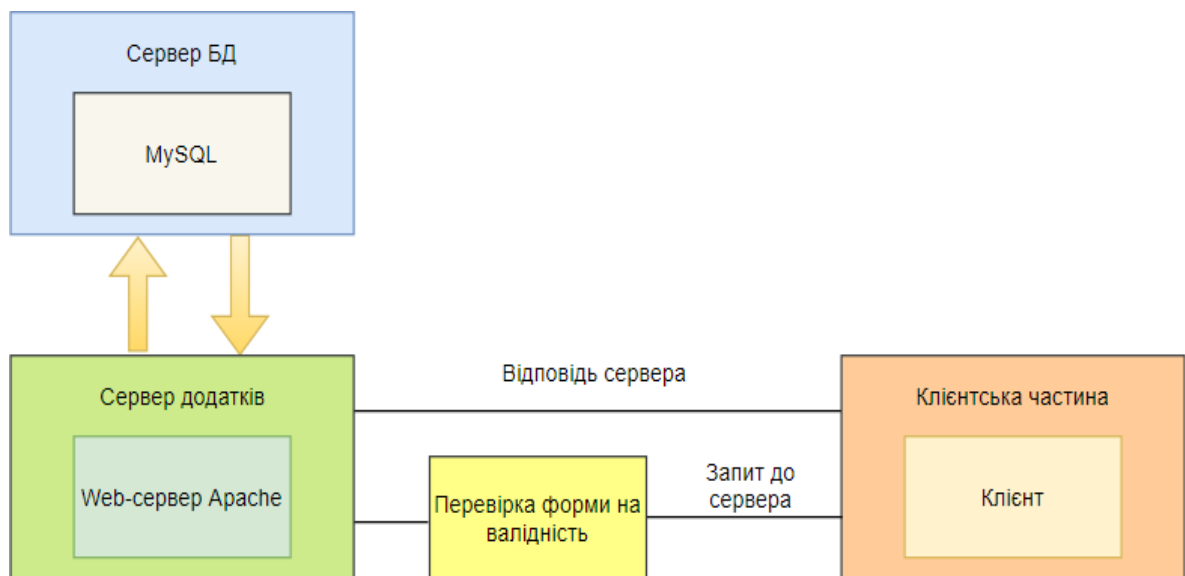 Сервер БД
MySQL
Відповідь сервера
Сервер додатків
Клієнтська частина
Запит до
сервера
Web-сервер Apache
Перевірка форми на
валідність
Клієнт